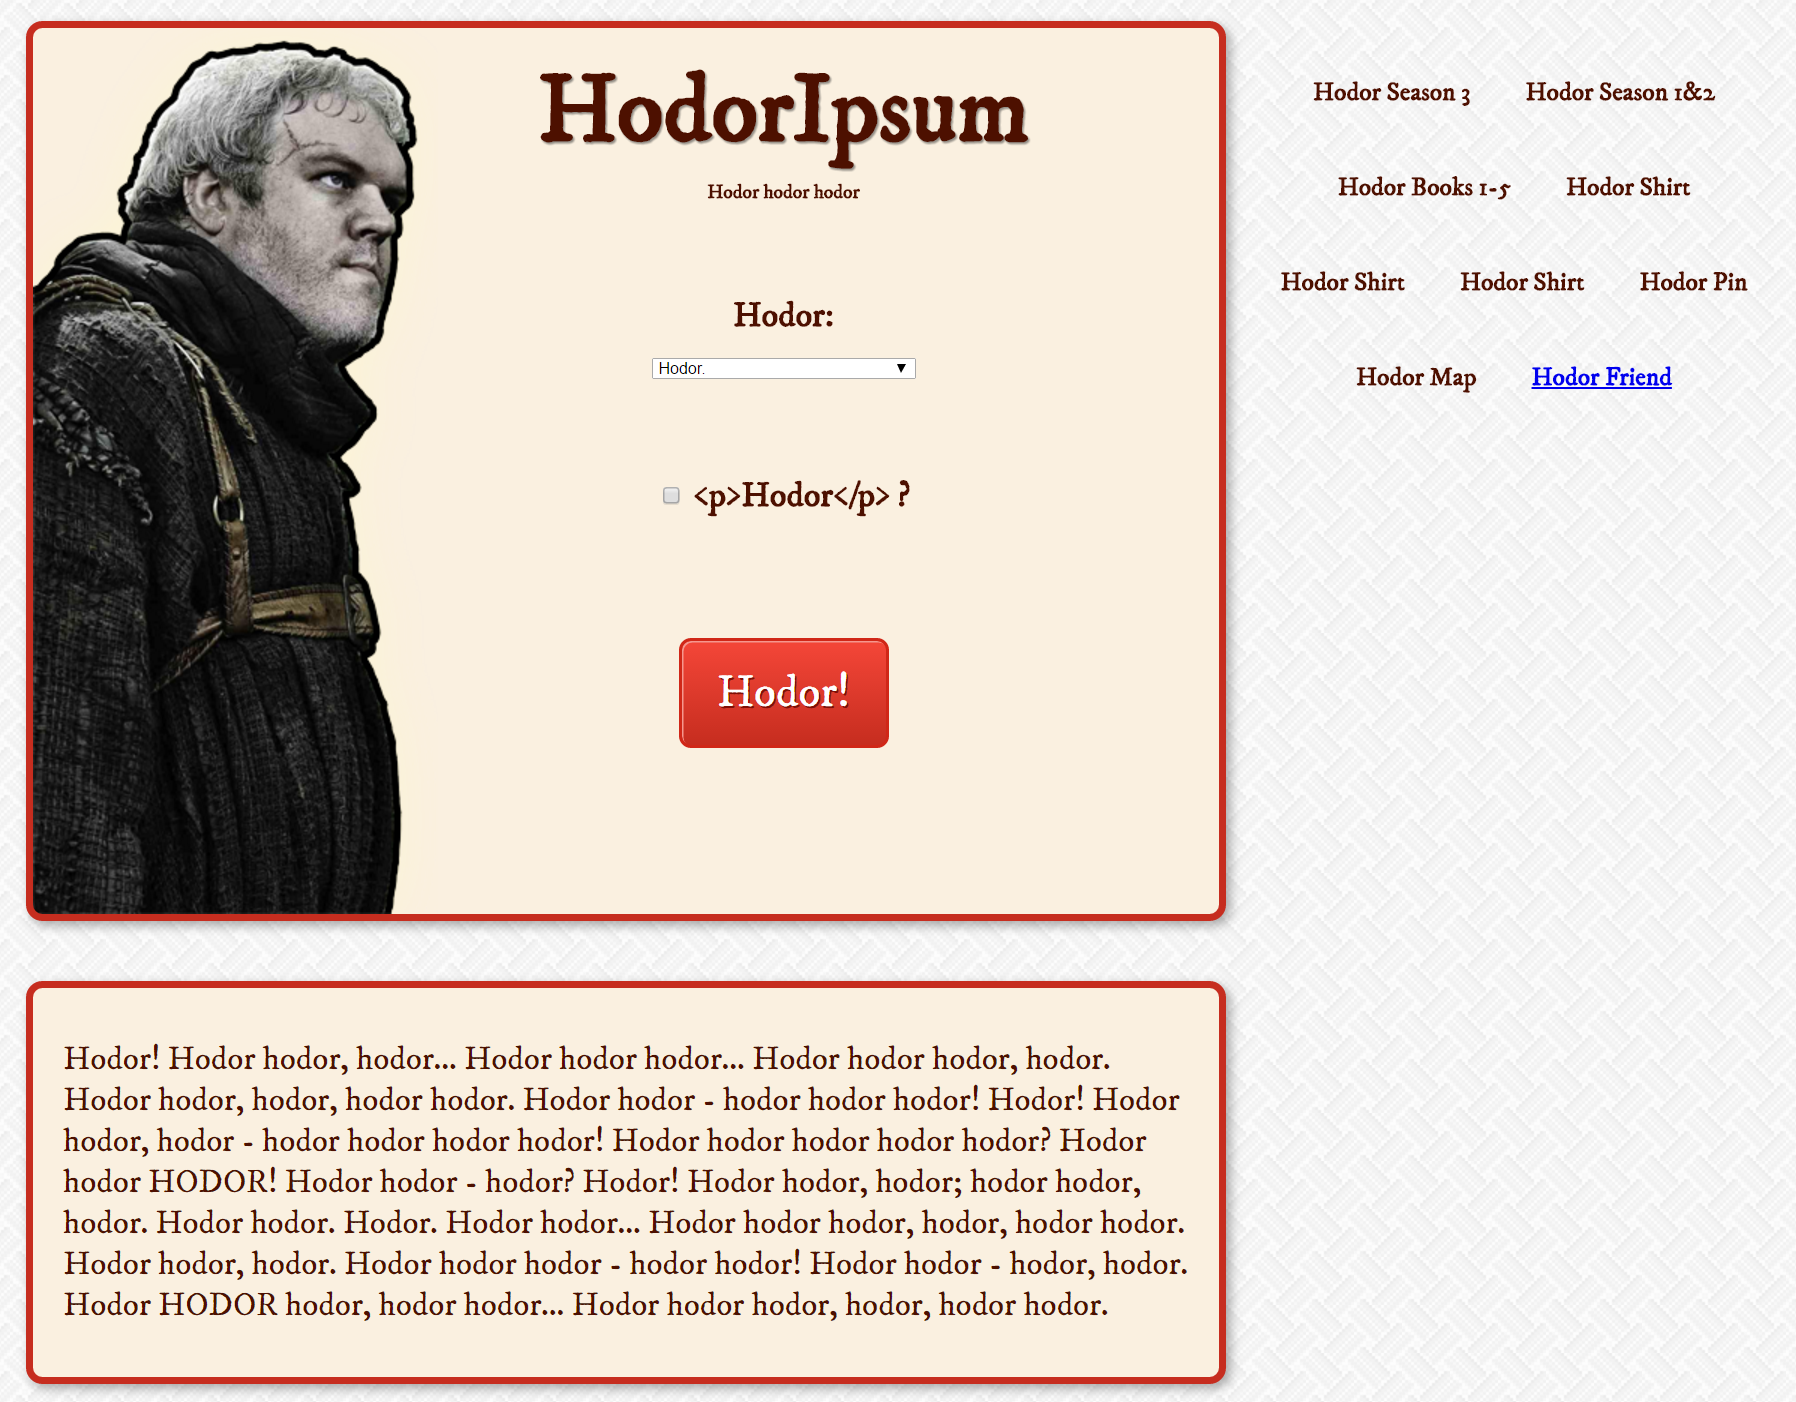 HodorIpsum
Hodor hodor hodor
Hodor:
Hodor.
<p>Hodor</p> ?
Hodor!
Hodor Season 3 Hodor Season 1&2
Hodor Books 1-5 Hodor Shirt
Hodor Shirt Hodor Shirt Hodor Pin
Hodor Map Hodor Friend
Hodor! Hodor hodor, hodor... Hodor hodor hodor... Hodor hodor hodor, hodor.
Hodor hodor, hodor, hodor hodor. Hodor hodor - hodor hodor hodor! Hodor! Hodor
hodor, hodor - hodor hodor hodor hodor! Hodor hodor hodor hodor hodor? Hodor
hodor HODOR! Hodor hodor - hodor? Hodor! Hodor hodor, hodor; hodor hodor,
hodor. Hodor hodor. Hodor. Hodor hodor... Hodor hodor hodor, hodor, hodor hodor.
Hodor hodor, hodor. Hodor hodor hodor - hodor hodor! Hodor hodor - hodor, hodor.
Hodor HODOR hodor, hodor hodor... Hodor hodor hodor, hodor, hodor hodor.